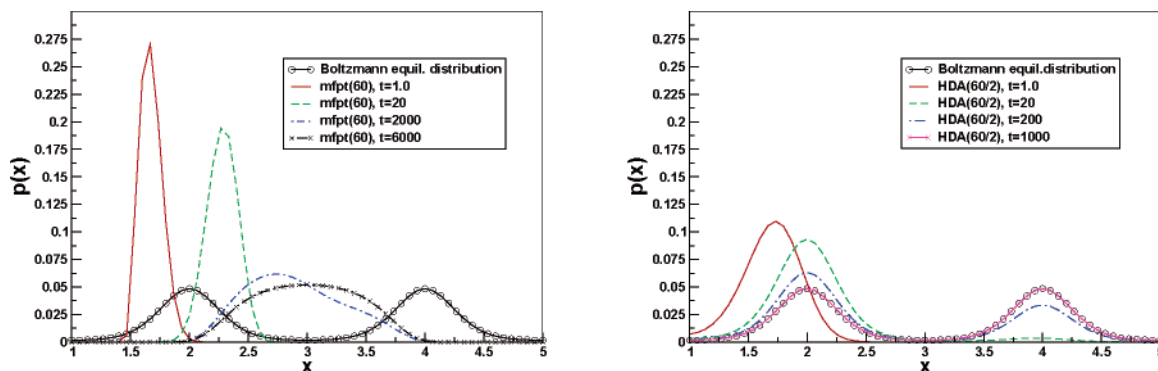 0.275
0.25
0.225
0.2
0.175
0.15
0.125
0.1
0.075
0.05
0.025
0
p(x)
Boltzmann equil. distribution
mfpt(60), t=1.0
mfpt(60), t=20
mfpt(60), t=2000
mfpt(60), t=6000
1 1.5 2 2.5 3 3.5 4 4.5 5
x
0.275
0.25
0.225
0.2
0.175
0.15
0.125
0.1
0.075
0.05
0.025
0
p(x)
Boltzmann equil.distribution
HDA(60/2), t=1.0
HDA(60/2), t=20
HDA(60/2), t=200
HDA(60/2), t=1000
1 1.5 2 2.5 3 3.5 4 4.5 5
x